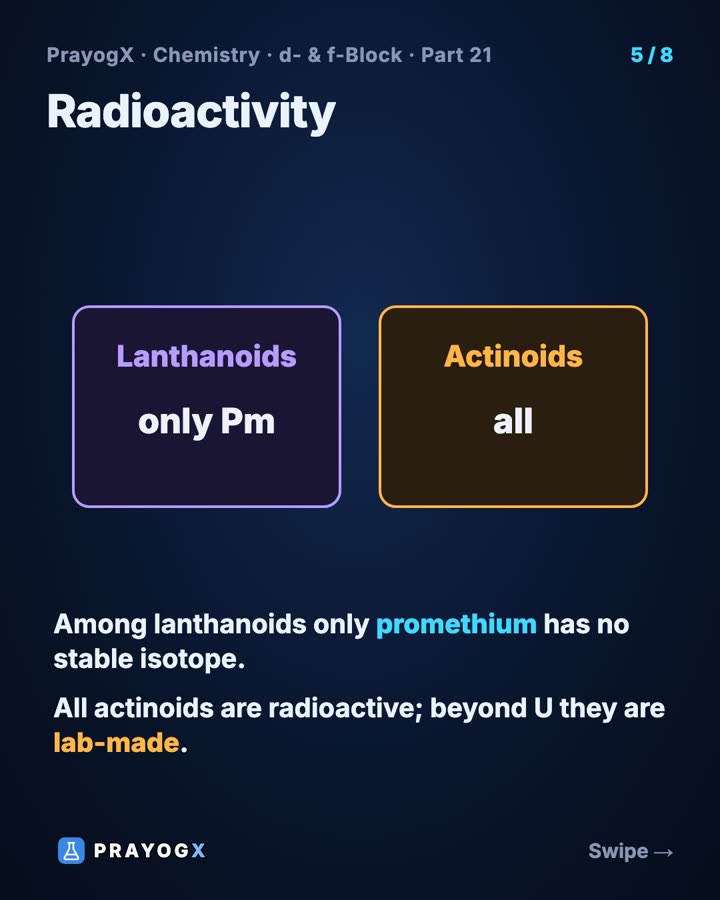 PrayogX · Chemistry · d- & f-Block · Part 21
5 / 8
Radioactivity
Lanthanoids
only Pm
Actinoids
all
Among lanthanoids only promethium has no
stable isotope.
All actinoids are radioactive; beyond U they are
lab-made.
PRAYOGX
Swipe →